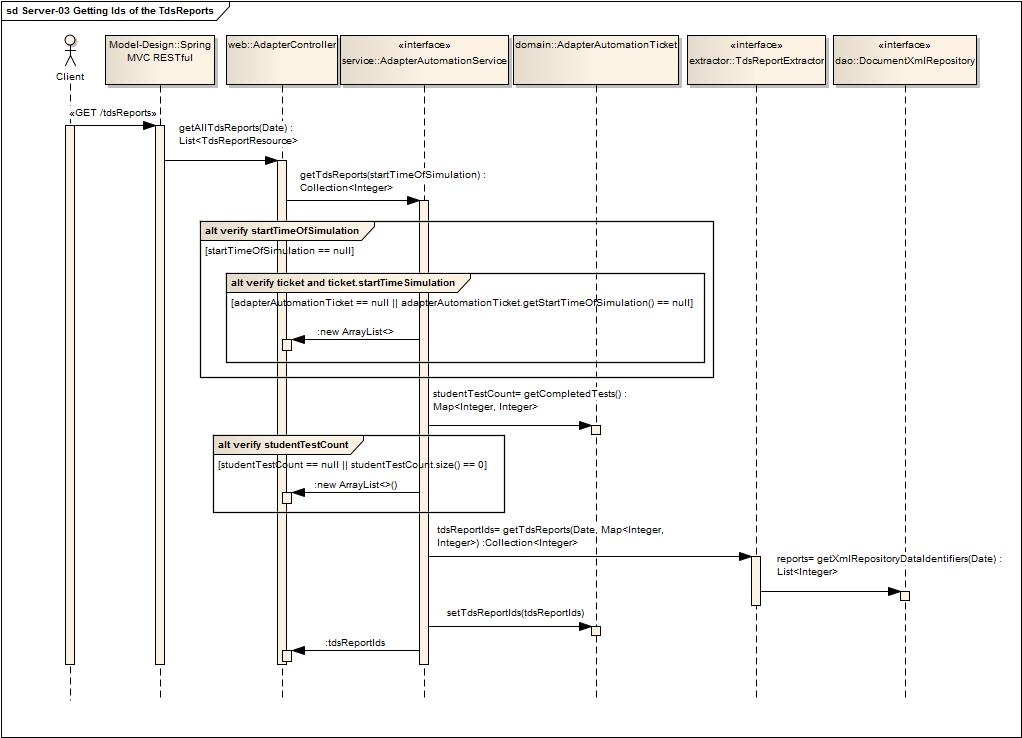 sd Server-03 Getting Ids of the TdsReports
Client
Model-Design::Spring
MVC RESTful
web::AdapterController
«interface»
service::AdapterAutomationService
domain::AdapterAutomationTicket
«interface»
extractor::TdsReportExtractor
«interface»
dao::DocumentXmlRepository
«GET /tdsReports»
getAllTdsReports(Date) :
List<TdsReportResource>
getTdsReports(startTimeOfSimulation) :
Collection<Integer>
alt verify startTimeOfSimulation
[startTimeOfSimulation == null]
alt verify ticket and ticket.startTimeSimulation
[adapterAutomationTicket == null || adapterAutomationTicket.getStartTimeOfSimulation() == null]
:new ArrayList<>
studentTestCount= getCompletedTests() :
Map<Integer, Integer>
alt verify studentTestCount
[studentTestCount == null || studentTestCount.size() == 0]
:new ArrayList<>()
tdsReportIds= getTdsReports(Date, Map<Integer,
Integer>) :Collection<Integer>
reports= getXmlRepositoryDataIdentifiers(Date) :
List<Integer>
setTdsReportIds(tdsReportIds)
:tdsReportIds